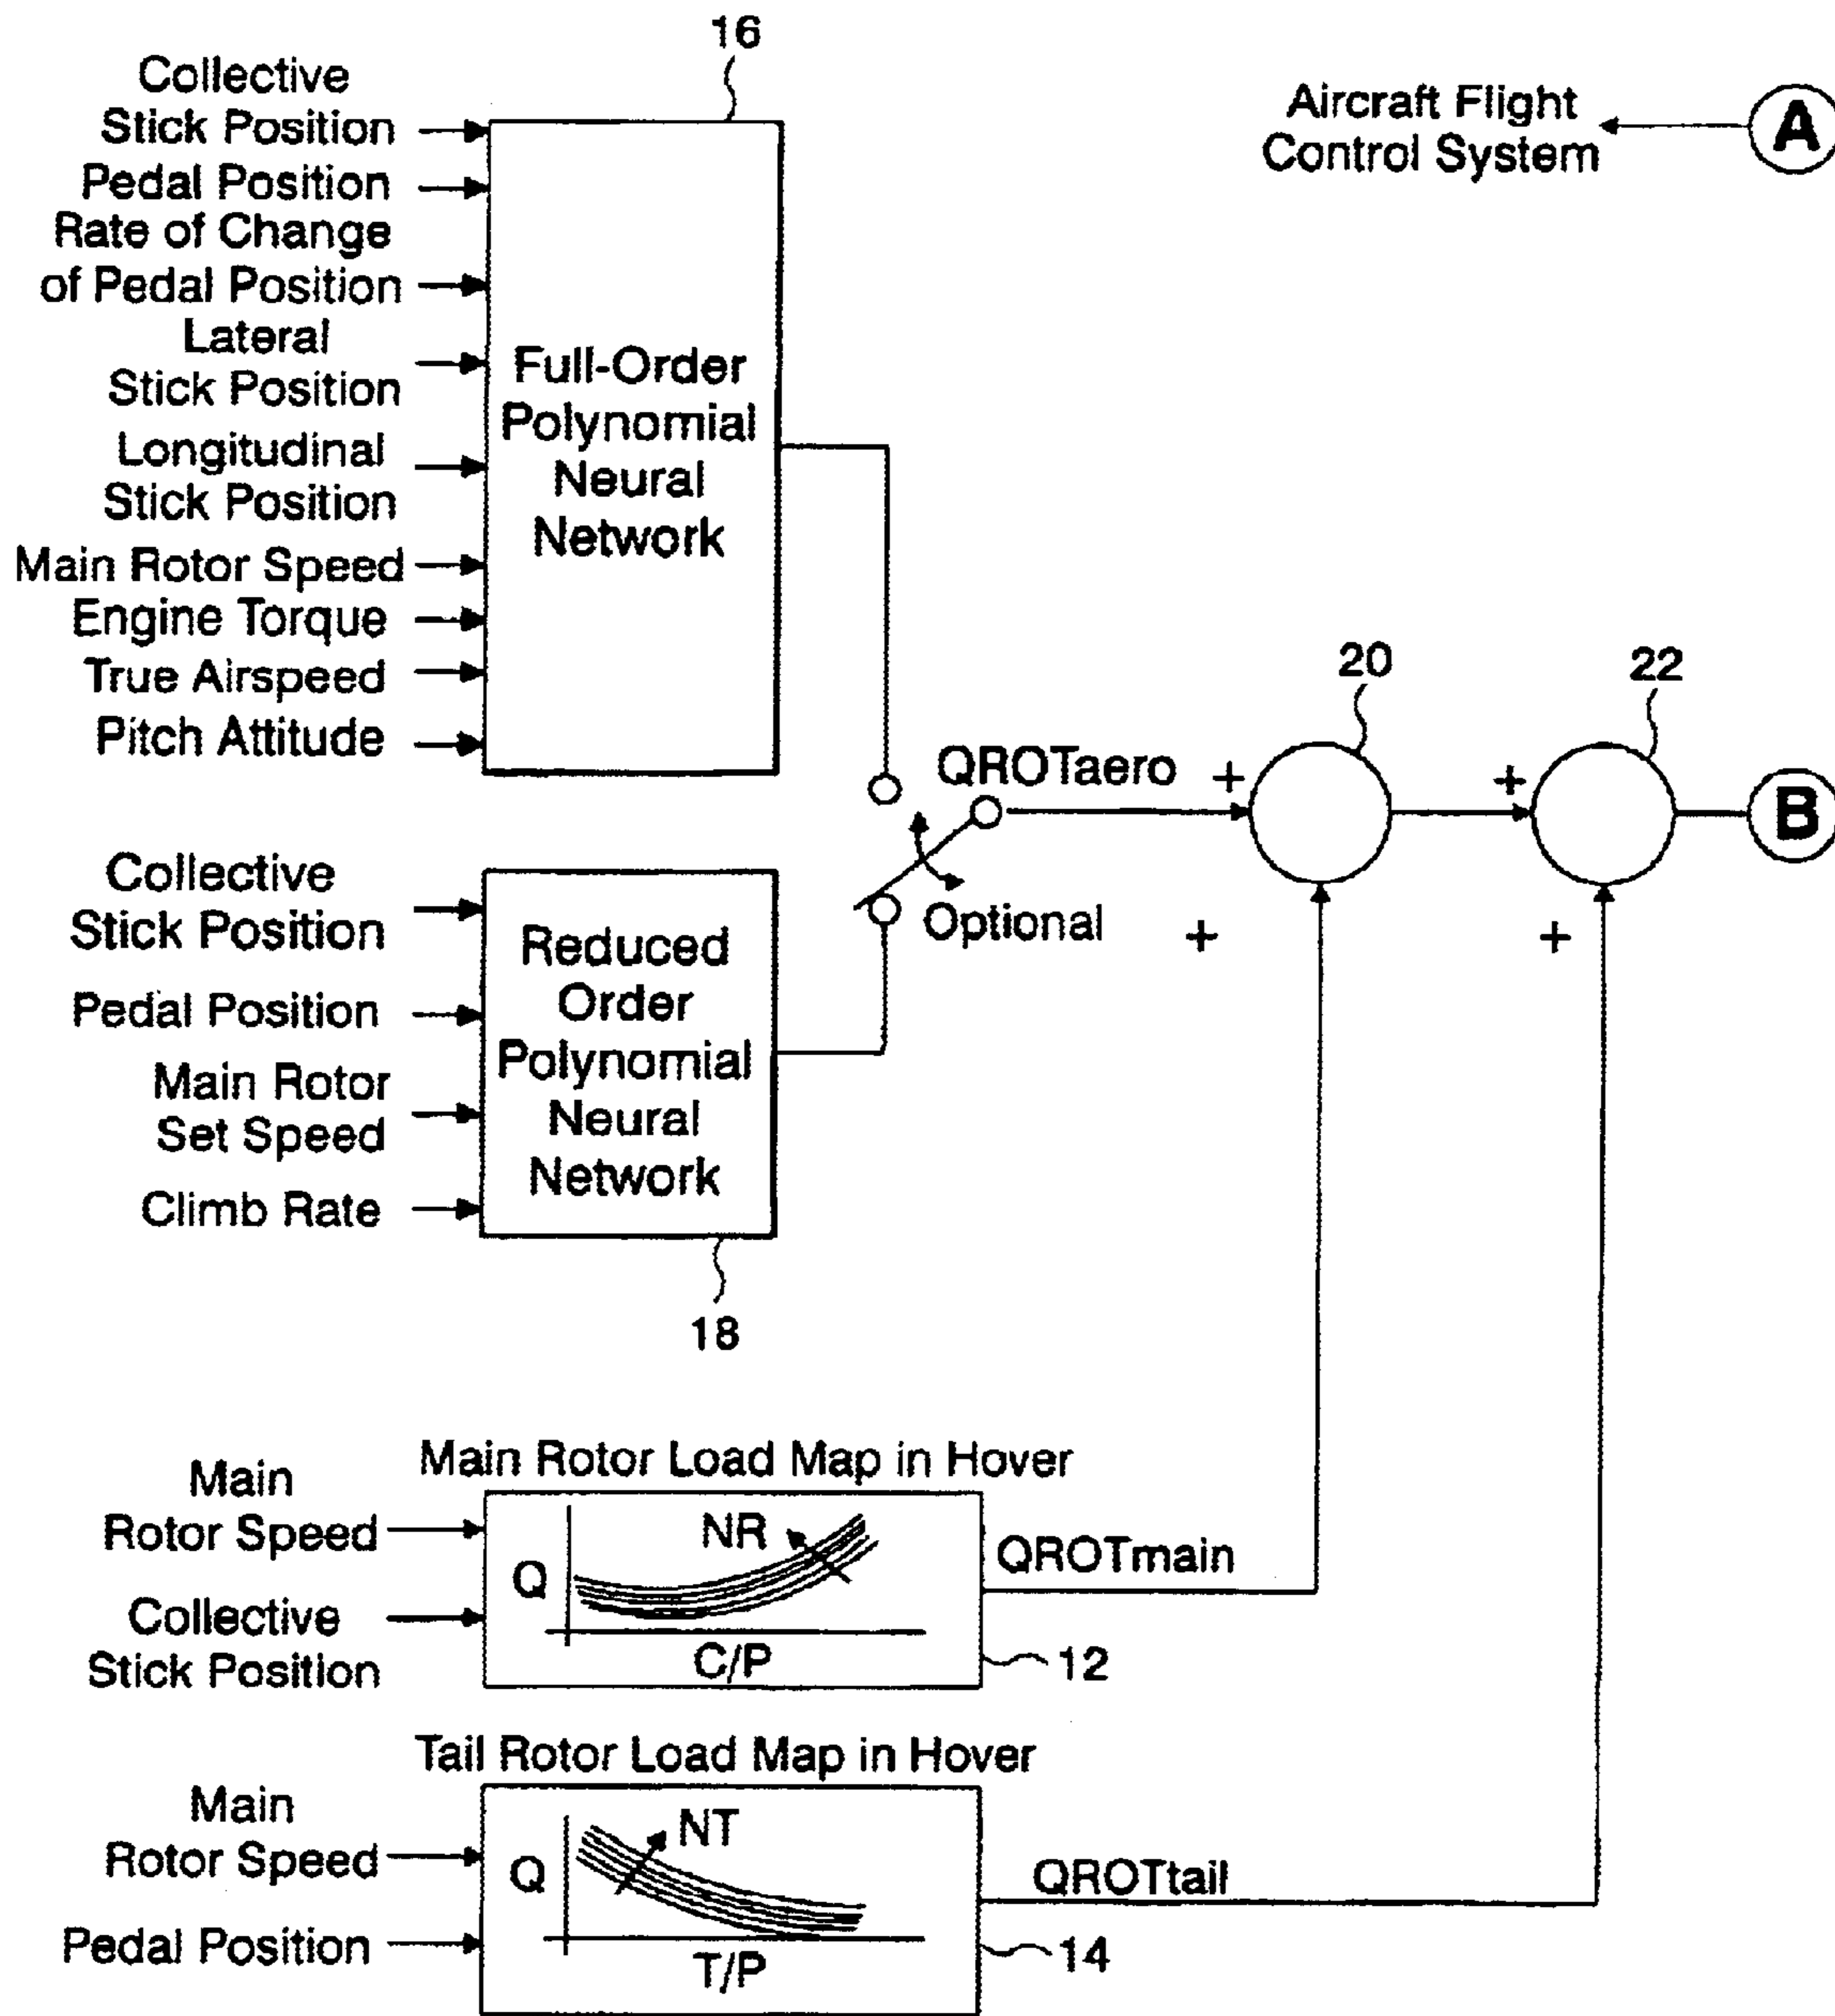 16
Collective
Stick Position
Pedal Position
Rate of Change
of Pedal Position
Lateral
Stick Position
Longitudinal
Stick Position
Main Rotor Speed
Engine Torque
True Airspeed
Pitch Attitude
Full-Order
Polynomial
Neural
Network
Aircraft Flight
Control System
A
20
22
QROTaero
+
+
B
Optional
+
+
Collective
Stick Position
Pedal Position
Main Rotor
Set Speed
Climb Rate
Reduced
Order
Polynomial
Neural
Network
18
Main Rotor Load Map in Hover
Main
Rotor Speed
Collective
Stick Position
Q
NR
C/P
QROTmain
12
Tail Rotor Load Map in Hover
Main
Rotor Speed
Pedal Position
Q
NT
T/P
QROTtail
14